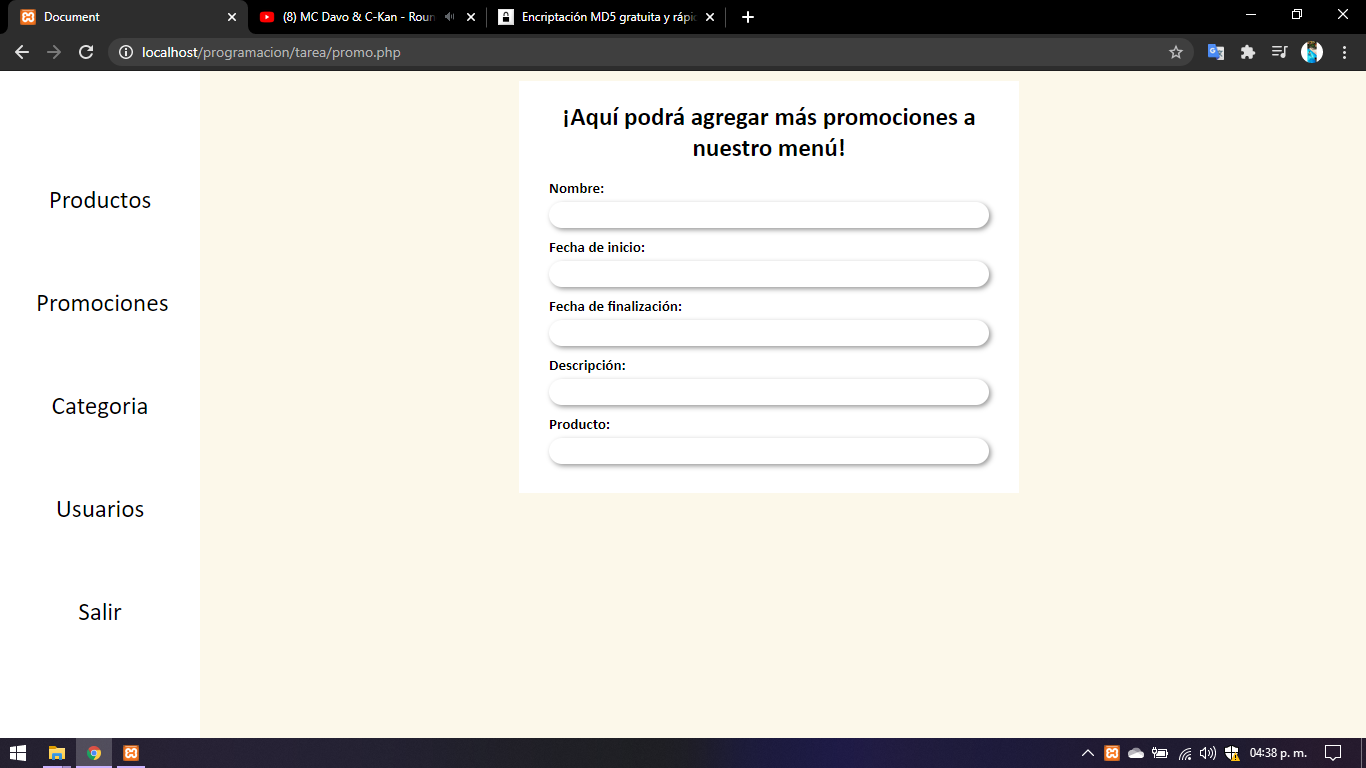 Document
(8) MC Davo & C-Kan - Roun
Encriptación MD5 gratuita y rápi
localhost/programacion/tarea/promo.php
Productos
Promociones
Categoria
Usuarios
Salir
¡Aquí podrá agregar más promociones a
nuestro menú!
Nombre:
Fecha de inicio:
Fecha de finalización:
Descripción:
Producto:
04:38 p. m.